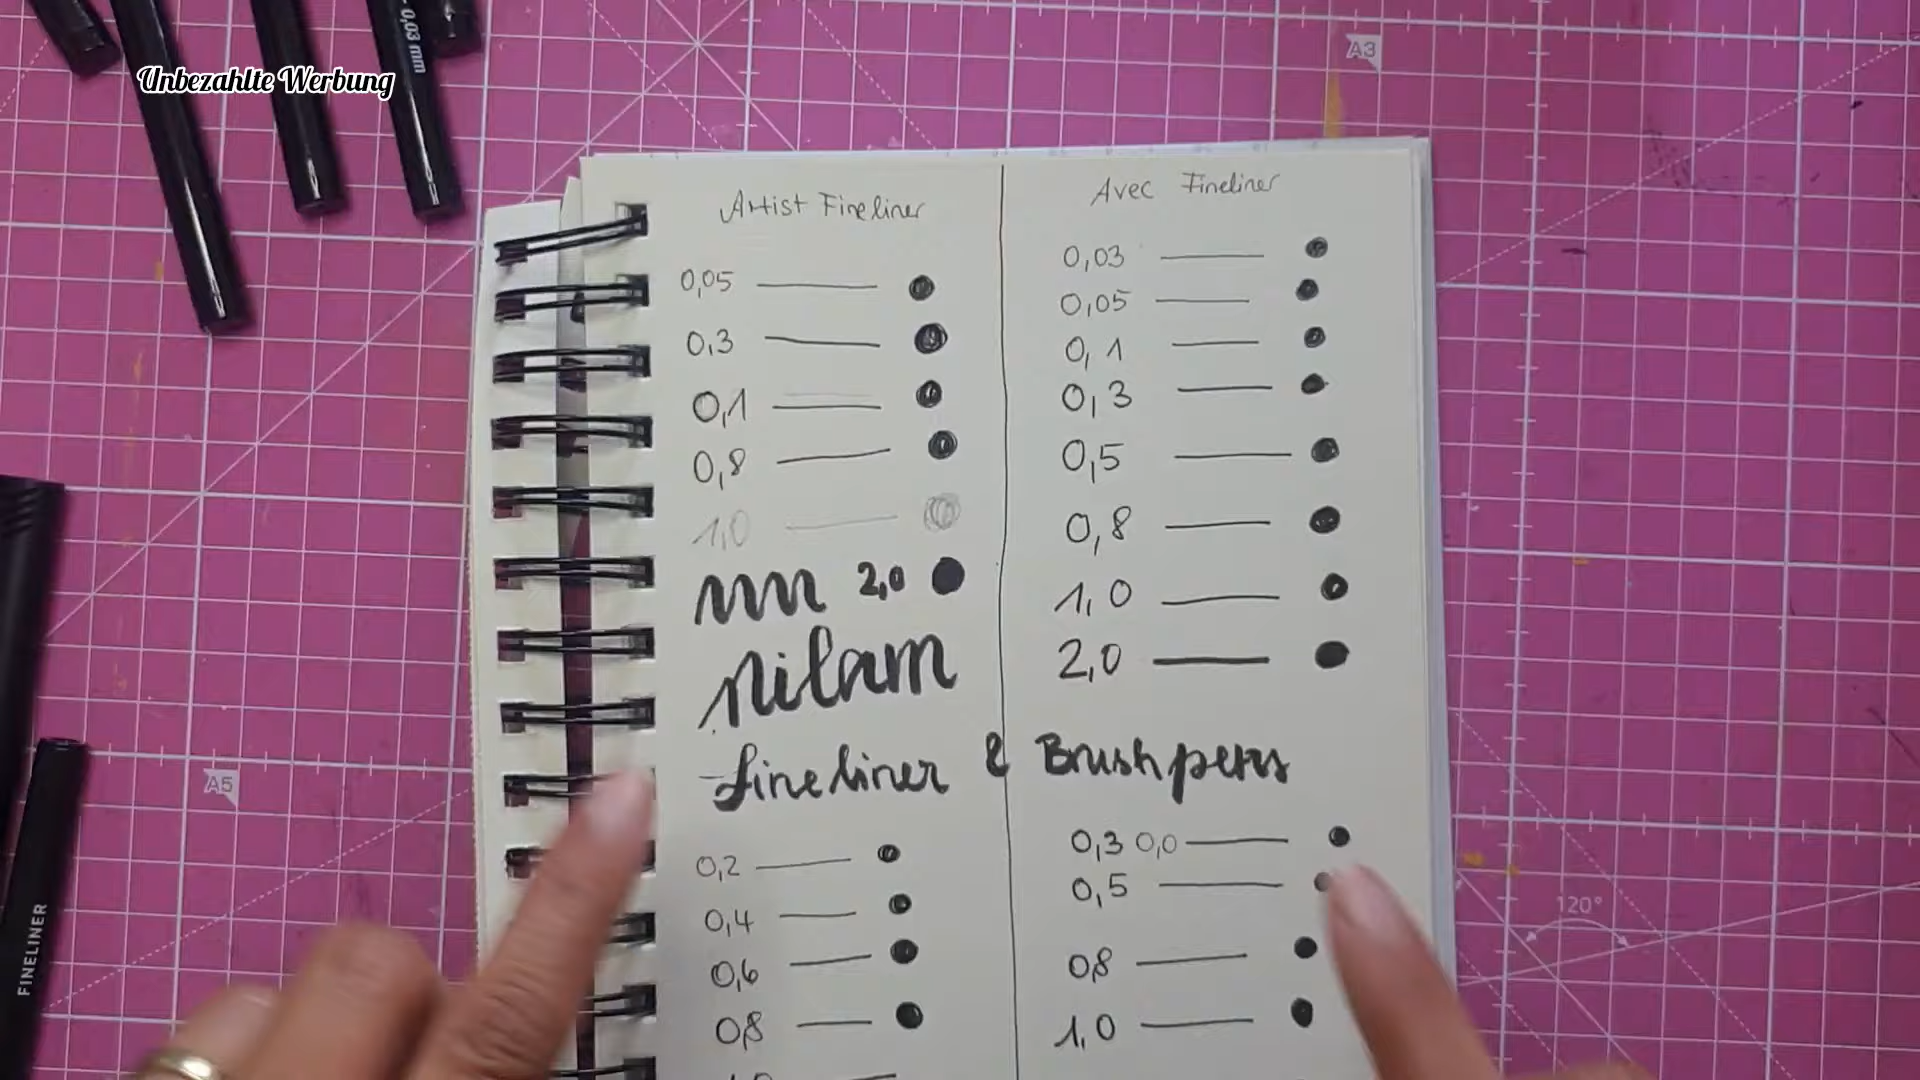 Unbezahlte Werbung
0,03 mm
A3
Artist Fineliner
0,05
0,3
0,1
0,8
1,0
2,0
nilam
Avec Fineliner
0,03
0,05
0,1
0,3
0,5
0,8
1,0
2,0
fineliner & Brushpens
0,2
0,4
0,6
0,8
0,3 0,0
0,5
0,8
1,0
A5
FINELINER
120°